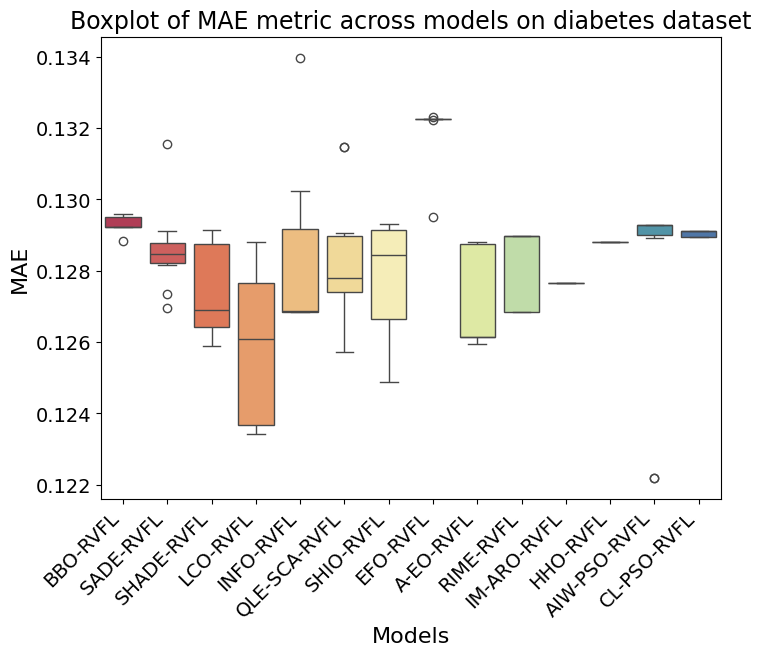 Boxplot of MAE metric across models on diabetes dataset
0.134
0.132
0.130
0.128
0.126
0.124
0.122
MAE
BBO-RVFL
SADE-RVFL
SHADE-RVFL
LCO-RVFL
INFO-RVFL
QLE-SCA-RVFL
SHIO-RVFL
EFO-RVFL
A-EO-RVFL
RIME-RVFL
IM-ARO-RVFL
HHO-RVFL
AIW-PSO-RVFL
CL-PSO-RVFL
Models